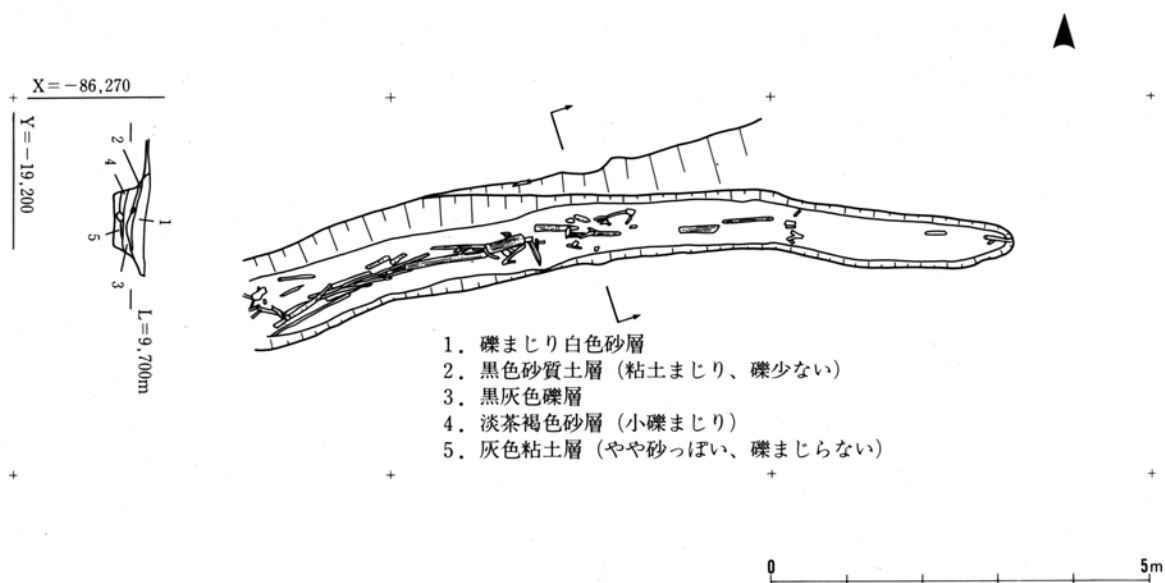 X=−86,270
Y=−19,200
2
4
1
5
3
L=9,700m
1. 礫まじり白色砂層
2. 黒色砂質土層（粘土まじり、礫少ない）
3. 黒灰色礫層
4. 淡茶褐色砂層（小礫まじり）
5. 灰色粘土層（やや砂っぽい、礫まじらない）
0 5m